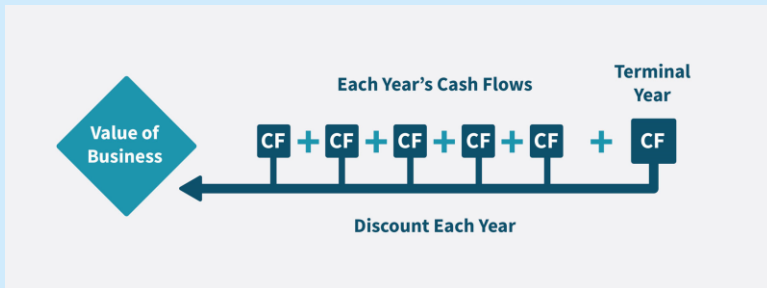 Terminal
Year
Each Year's Cash Flows
Value of
Business
CF + CF + CF + CF + CF + CF
Discount Each Year